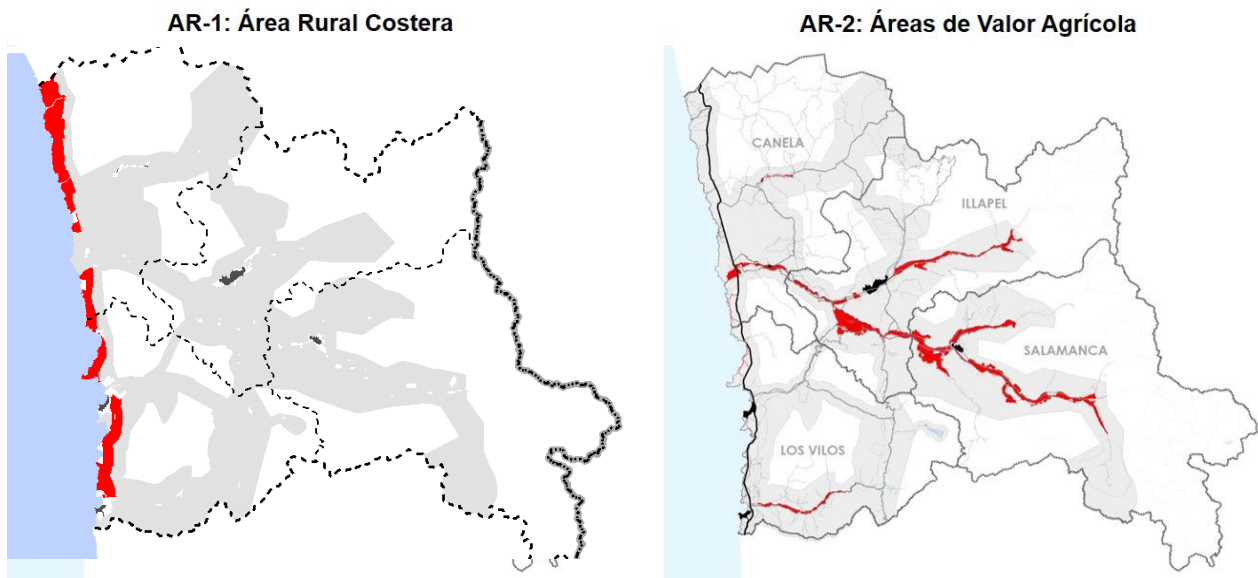 AR-1: Área Rural Costera
AR-2: Áreas de Valor Agrícola
CANELA
ILLAPEL
SALAMANCA
LOS VILOS